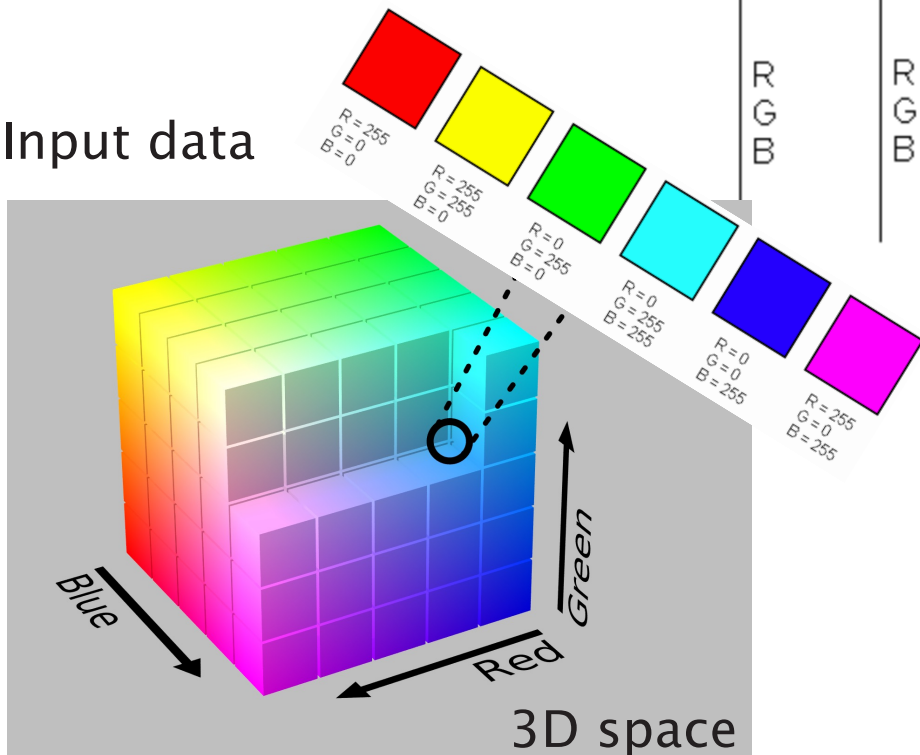 Input data
R = 255
G = 0
B = 0
R = 255
G = 255
B = 0
R = 0
G = 255
B = 0
R = 0
G = 255
B = 255
R = 0
G = 0
B = 255
R = 255
G = 0
B = 255
R
G
B
R
G
B
Blue
Red
Green
3D space